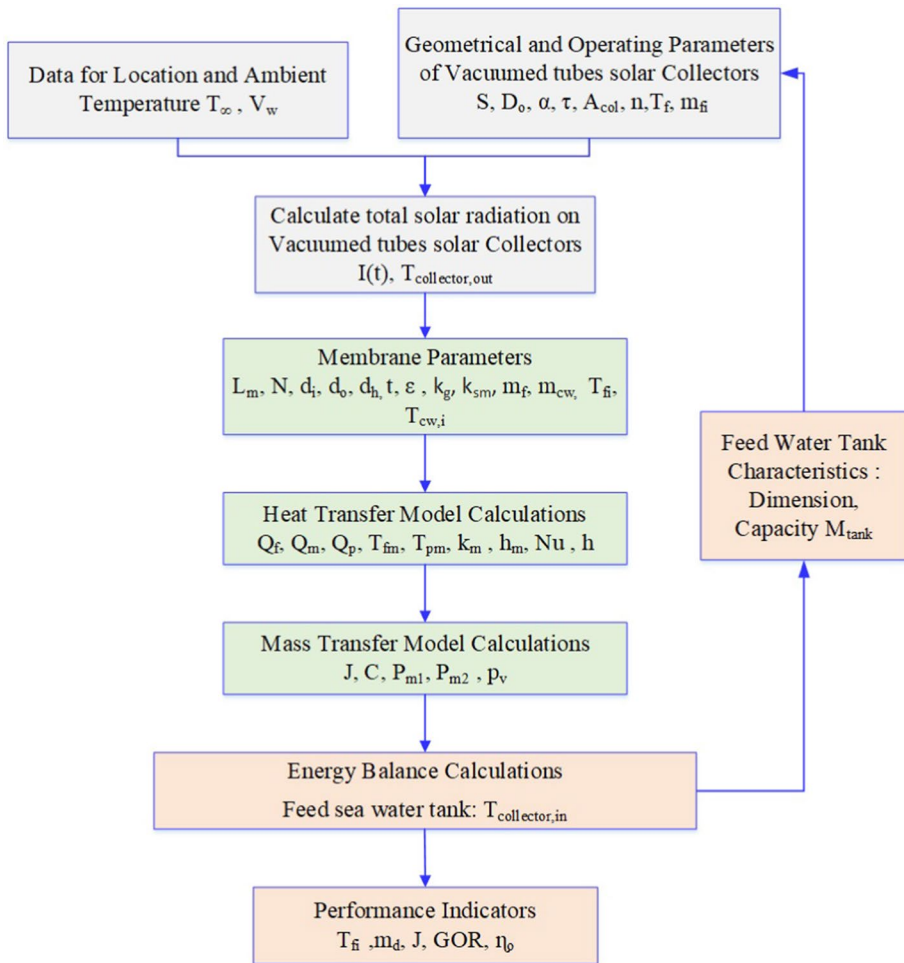 Data for Location and Ambient
Temperature T∞ , Vw
Geometrical and Operating Parameters
of Vacuumed tubes solar Collectors
S, Do, α, τ, Acol, n,Tf, mfi
Calculate total solar radiation on
Vacuumed tubes solar Collectors
I(t), Tcollector,out
Membrane Parameters
Lm, N, di, do, dh, t, ε , kg, ksm, mf, mcw, Tfi,
Tcw,i
Heat Transfer Model Calculations
Qf, Qm, Qp, Tfm, Tpm, km , hm, Nu , h
Mass Transfer Model Calculations
J, C, Pm1, Pm2 , pv
Energy Balance Calculations
Feed sea water tank: Tcollector,in
Feed Water Tank
Characteristics :
Dimension,
Capacity Mtank
Performance Indicators
Tfi ,md, J, GOR, ηo